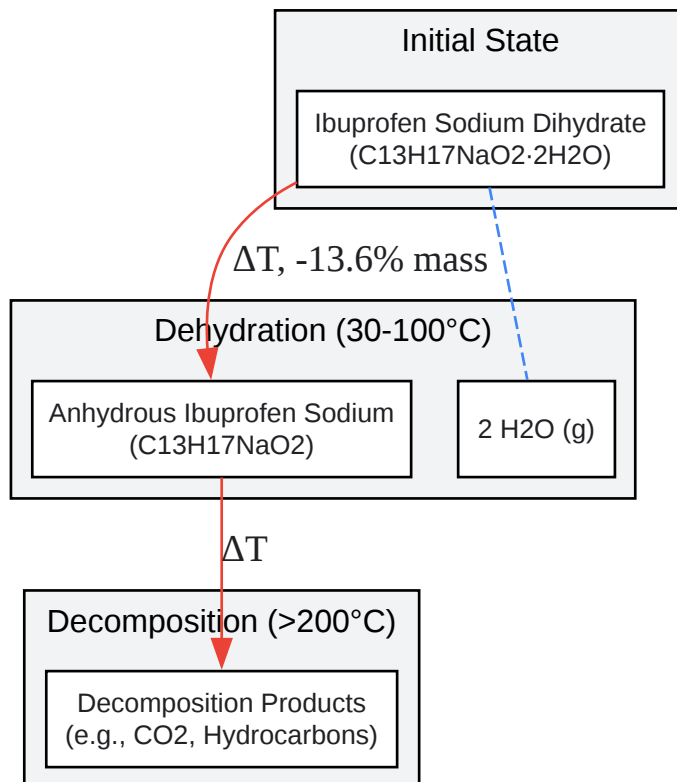 Initial State
Ibuprofen Sodium Dihydrate
(C13H17NaO2·2H2O)
ΔT, -13.6% mass
Dehydration (30-100°C)
Anhydrous Ibuprofen Sodium
(C13H17NaO2)
2 H2O (g)
ΔT
Decomposition (>200°C)
Decomposition Products
(e.g., CO2, Hydrocarbons)